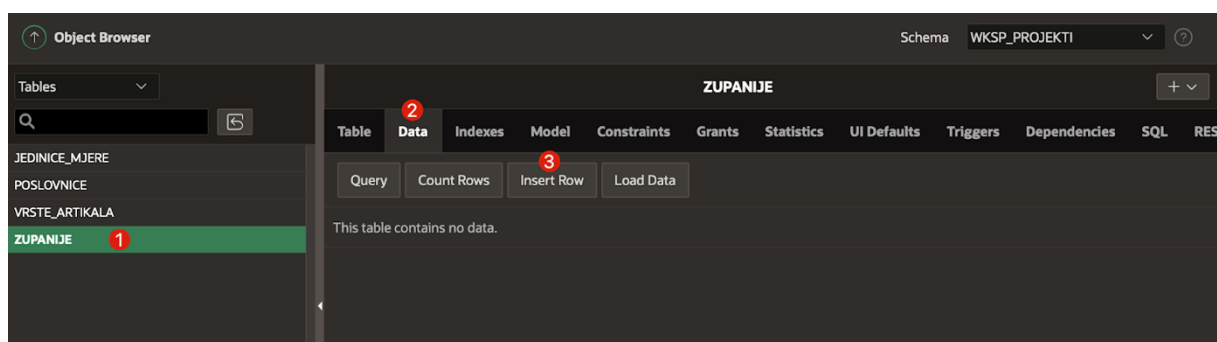 Object Browser
Schema WKSP_PROJEKTI
Tables
ZUPANIJE
2
Table Data Indexes Model Constraints Grants Statistics UI Defaults Triggers Dependencies SQL RES
JEDINICE_MJERE
POSLOVNICE
VRSTE_ARTIKALA
ZUPANIJE 1
3
Query Count Rows Insert Row Load Data
This table contains no data.